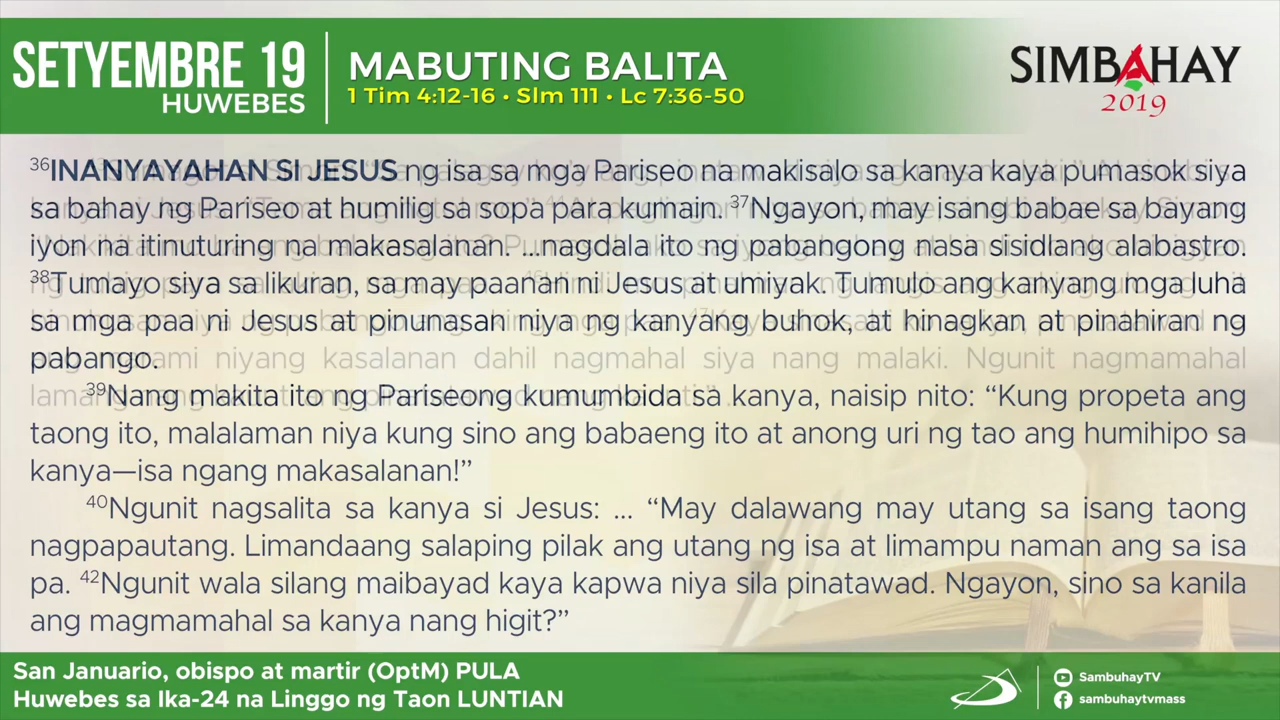 SETYEMBRE 19
HUWEBES
MABUTING BALITA
1 Tim 4:12-16 • Slm 111 • Lc 7:36-50
SIMBAHAY
2019
36INANYAYAHAN SI JESUS ng isa sa mga Pariseo na makisalo sa kanya kaya pumasok siya
sa bahay ng Pariseo at humilig sa sopa para kumain. 37Ngayon, may isang babae sa bayang
iyon na itinuturing na makasalanan. ...magdala ito ng pabangong nasa sisidlang alabastro.
38Tumayo siya sa likuran, sa may paanan ni Jesus at umiyak. Tumulo ang kanyang mga luha
sa mga paa ni Jesus at pinunasan niya ng kanyang buhok, at hinagkan at pinahiran ng
pabango.
niyang kasalanan dahil nagmahal siya nang malaki. Ngunit nagmamahal
39Nang makita ito ng Pariseong kumumbida sa kanya, naisip nito: “Kung propeta ang
taong ito, malalaman niya kung sino ang babaeng ito at anong uri ng tao ang humihipo sa
kanya—isa ngang makasalanan!”
40Ngunit nagsalita sa kanya si Jesus: ... “May dalawang may utang sa isang taong
nagpapautang. Limandaang salaping pilak ang utang ng isa at limampu naman ang sa isa
pa. 42Ngunit wala silang maibayad kaya kapwa niya sila pinatawad. Ngayon, sino sa kanila
ang magmamahal sa kanya nang higit?”
San Januario, obispo at martir (OptM) PULA
Huwebes sa Ika-24 na Linggo ng Taon LUNTIAN
SambuhayTV
sambuhaytvmass